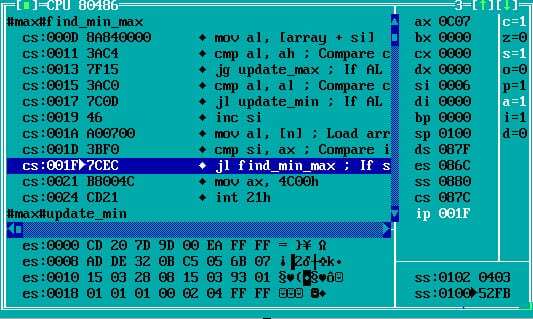 CPU 80486
3
#max#find_min_max
cs:000D 8A840000 mov al, [array + si]
cs:0011 3AC4 cmp al, ah ; Compare c
cs:0013 7F15 jg update_max ; If AL
cs:0015 3AC0 cmp al, al ; Compare c
cs:0017 7C0D jl update_min ; If AL
cs:0019 46 inc si
cs:001A A00700 mov al, [n] ; Load arr
cs:001D 3BF0 cmp si, ax ; Compare i
cs:001F 7CEC jl find_min_max ; If s
cs:0021 B8004C mov ax, 4C00h
cs:0024 CD21 int 21h
#max#update_min
ax 0C07 c=1
bx 0000 z=0
cx 0000 s=1
dx 0000 o=0
si 0006 p=1
di 0000 a=1
bp 0000 i=1
sp 0100 d=0
ds 087F
es 086C
ss 0880
cs 087C
ip 001F
es:0000 CD 20 7D 9D 00 EA FF FF = }¥ Ω
es:0008 AD DE 32 0B C5 05 6B 07
es:0010 15 03 28 08 15 03 93 01
es:0018 01 01 01 00 02 04 FF FF
ss:0102 0403
ss:0100 52FB